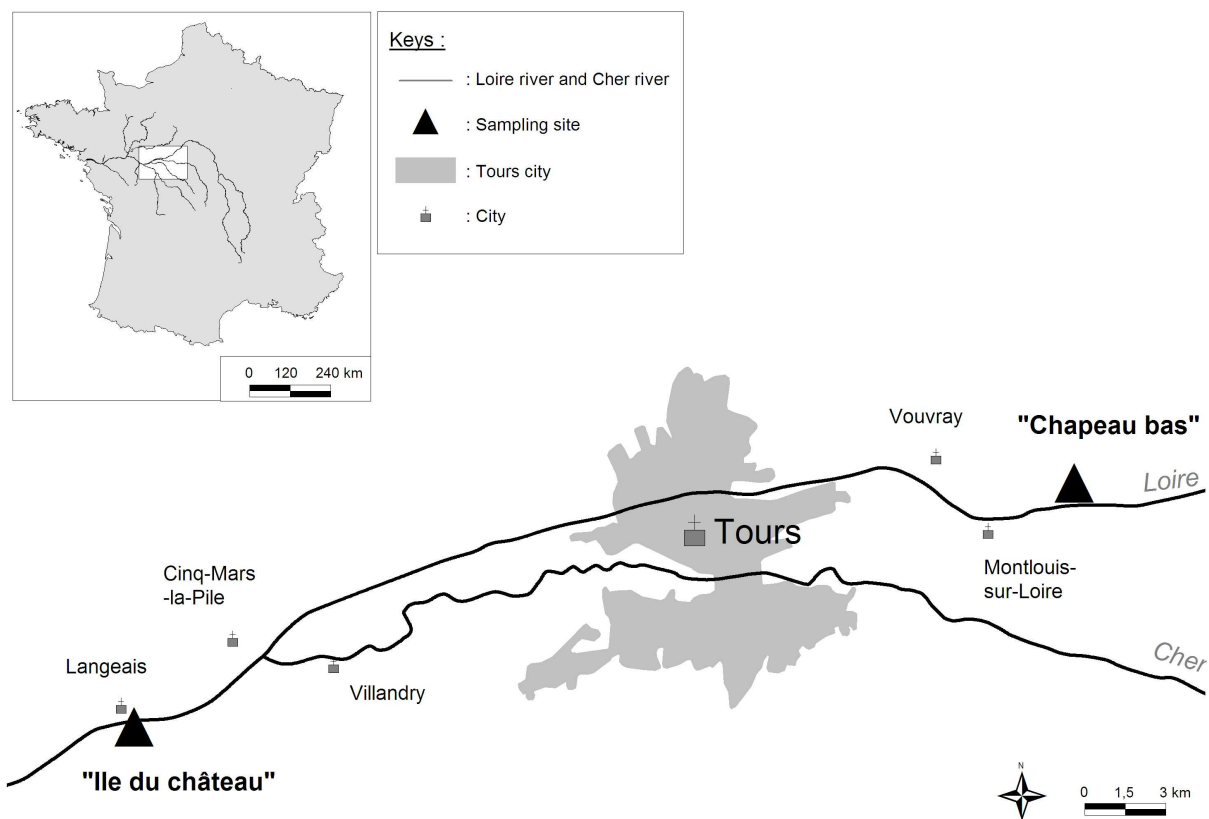 Keys :
: Loire river and Cher river
: Sampling site
: Tours city
: City
0 120 240 km
Vouvray
"Chapeau bas"
Loire
Tours
Montlouis-
sur-Loire
Cinq-Mars
-la-Pile
Langeais
Villandry
Cher
"Ile du château"
N
0 1,5 3 km